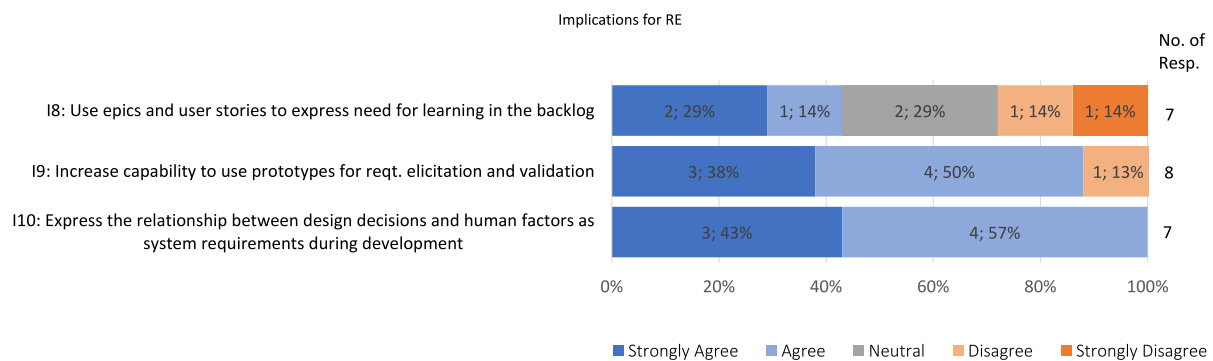 Implications for RE
No. of
Resp.
I8: Use epics and user stories to express need for learning in the backlog
2; 29%
1; 14%
2; 29%
1; 14%
1; 14%
7
I9: Increase capability to use prototypes for reqt. elicitation and validation
3; 38%
4; 50%
1; 13%
8
I10: Express the relationship between design decisions and human factors as
system requirements during development
3; 43%
4; 57%
7
0%
20%
40%
60%
80%
100%
Strongly Agree
Agree
Neutral
Disagree
Strongly Disagree